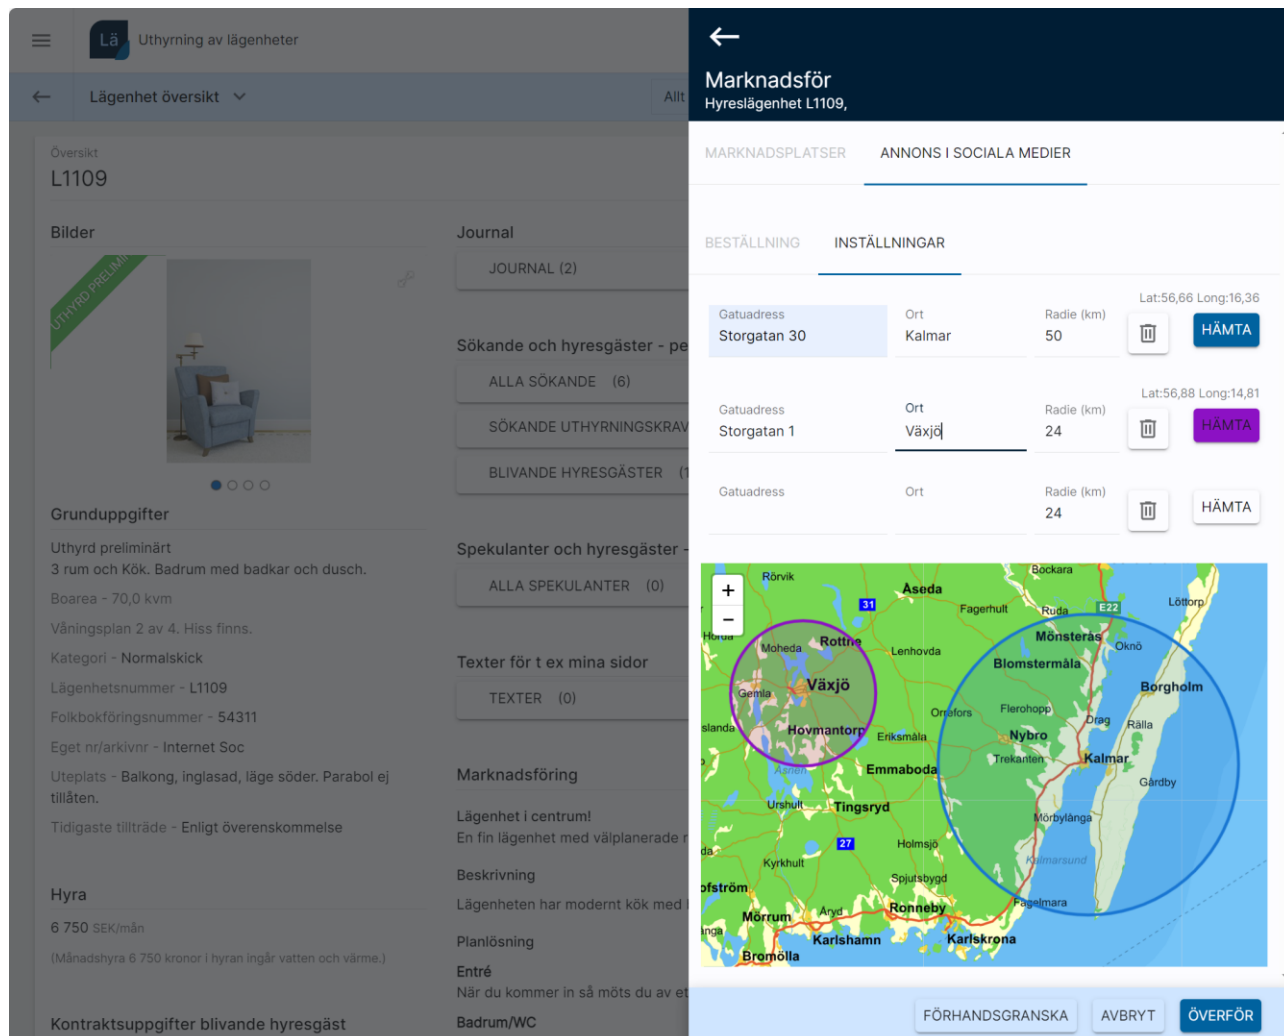 Lä
Uthyrning av lägenheter
Lägenhet översikt
Allt
Översikt
L1109
Bilder
UTHYRD PRELIMIN
Grunduppgifter
Uthyrd preliminärt
3 rum och Kök. Badrum med badkar och dusch.
Boarea - 70,0 kvm
Våningsplan 2 av 4. Hiss finns.
Kategori - Normalskick
Lägenhetsnummer - L1109
Folkbokföringsnummer - 54311
Eget nr/arkivnr - Internet Soc
Uteplats - Balkong, inglasad, läge söder. Parabol ej
tillåten.
Tidigaste tillträde - Enligt överenskommelse
Hyra
6 750 SEK/mån
(Månadshyra 6 750 kronor i hyran ingår vatten och värme.)
Kontraktsuppgifter blivande hyresgäst
Journal
JOURNAL (2)
Sökande och hyresgäster - pe
ALLA SÖKANDE (6)
SÖKANDE UTHYRNINGSKRAV
BLIVANDE HYRESGÄSTER (1
Spekulanter och hyresgäster -
ALLA SPEKULANTER (0)
Texter för t ex mina sidor
TEXTER (0)
Marknadsföring
Lägenhet i centrum!
En fin lägenhet med välplanerade r
Beskrivning
Lägenheten har modernt kök med
Planlösning
Entré
När du kommer in så möts du av et
Badrum/WC
Marknadsför
Hyreslägenhet L1109,
MARKNADSPLATSER
ANNONS I SOCIALA MEDIER
BESTÄLLNING
INSTÄLLNINGAR
Lat:56,66 Long:16,36
Gatuadress Ort Radie (km)
Storgatan 30 Kalmar 50 HÄMTA
Lat:56,88 Long:14,81
Gatuadress Ort Radie (km)
Storgatan 1 Växjö 24 HÄMTA
Gatuadress Ort Radie (km)
24 HÄMTA
+
−
Rörvik
Åseda
Bockara
31
Fagerhult
Ruda
E22
Löttorp
Horda
Moheda
Rottne
Lenhovda
Mönsterås
Oknö
Blomstermåla
Gemla
Växjö
Borgholm
Orrefors
Flerohopp
Drag
Rälla
slanda
Hovmantorp
Eriksmåla
Nybro
Trekanten
Kalmar
Åsnen
Emmaboda
Gårdby
Urshult
Tingsryd
Mörbylånga
27
Holmsjö
da
Kyrkhult
Kalmarsund
ofström
Spjutsbygd
Fagelmara
Mörrum
Åryd
Ronneby
anga
Karlshamn
Karlskrona
Bromölla
FÖRHANDSGRANSKA
AVBRYT
ÖVERFÖR